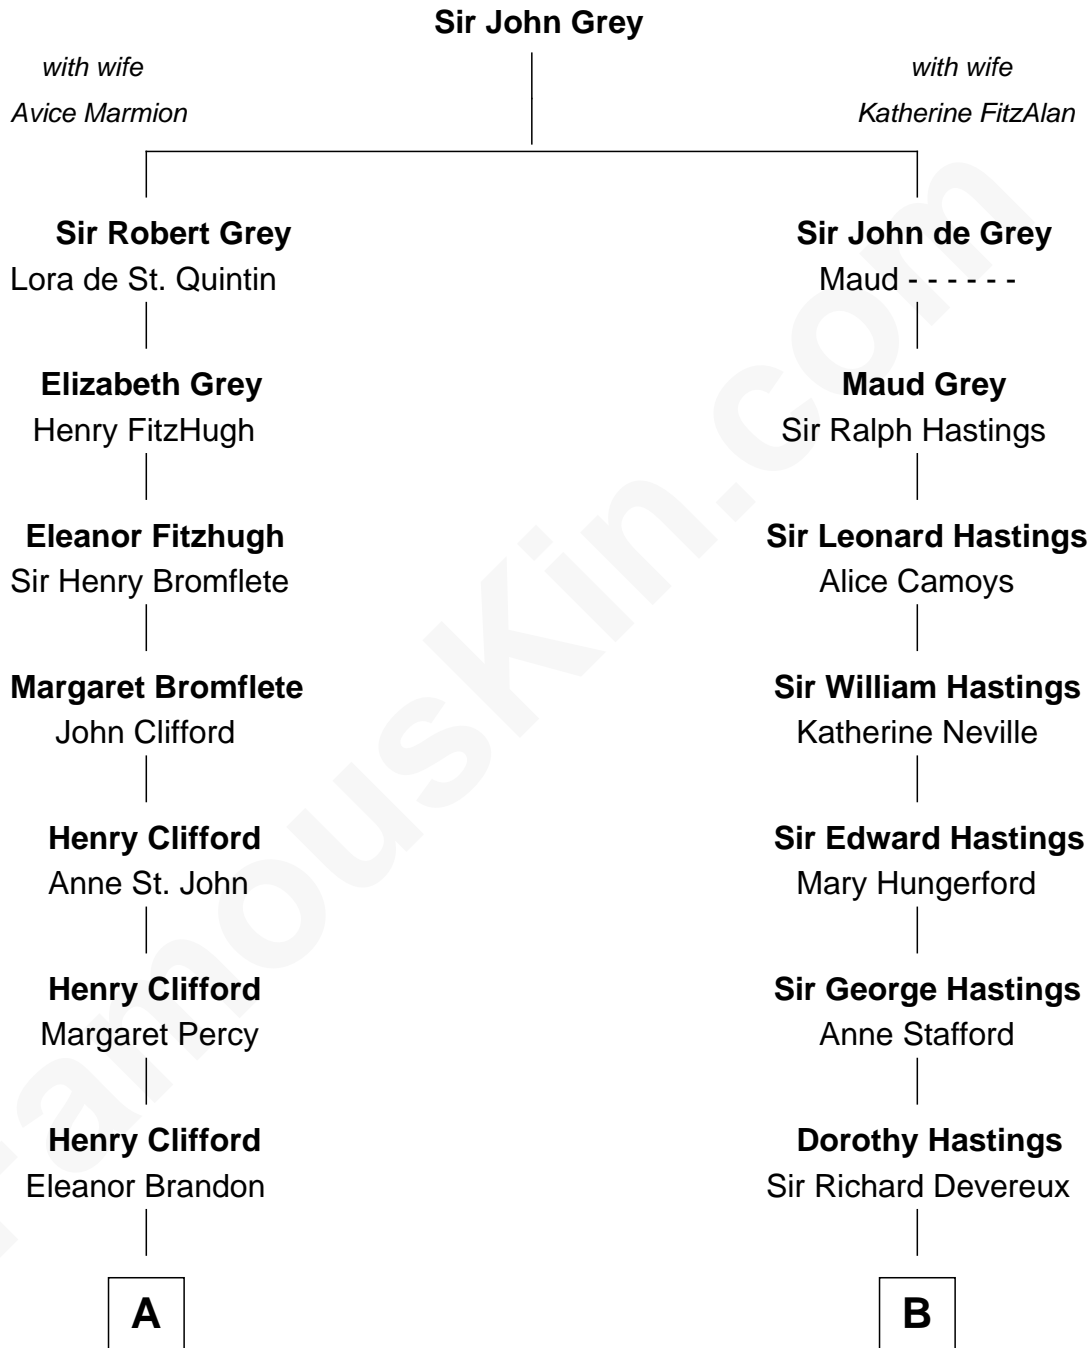 Sir John Grey
with wife
Avice Marmion
with wife
Katherine FitzAlan
Sir Robert Grey
Lora de St. Quintin
Sir John de Grey
Maud - - - - - -
Elizabeth Grey
Henry FitzHugh
Maud Grey
Sir Ralph Hastings
Eleanor Fitzhugh
Sir Henry Bromflete
Sir Leonard Hastings
Alice Camoys
Margaret Bromflete
John Clifford
Sir William Hastings
Katherine Neville
Henry Clifford
Anne St. John
Sir Edward Hastings
Mary Hungerford
Henry Clifford
Margaret Percy
Sir George Hastings
Anne Stafford
Henry Clifford
Eleanor Brandon
Dorothy Hastings
Sir Richard Devereux
A
B
FamousKin.com